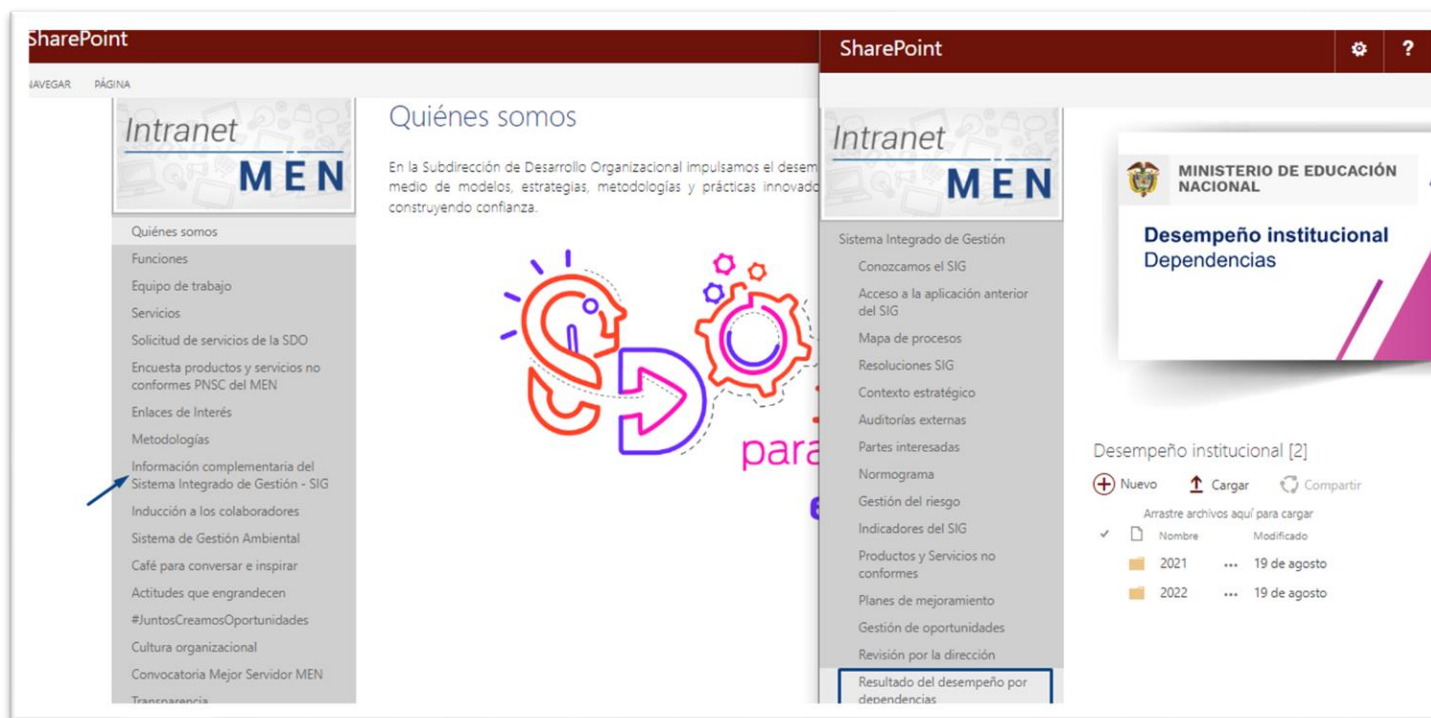 SharePoint
NAVEGAR PÁGINA
Intranet
MEN
Quiénes somos
En la Subdirección de Desarrollo Organizacional impulsamos el desem
medio de modelos, estrategias, metodologías y prácticas innovado
construyendo confianza.
Quiénes somos
Funciones
Equipo de trabajo
Servicios
Solicitud de servicios de la SDO
Encuesta productos y servicios no
conformes PNSC del MEN
Enlaces de Interés
Metodologías
Información complementaria del
Sistema Integrado de Gestión - SIG
Inducción a los colaboradores
Sistema de Gestión Ambiental
Café para conversar e inspirar
Actitudes que engrandecen
#JuntosCreamosOportunidades
Cultura organizacional
Convocatoria Mejor Servidor MEN
Transparencia
para
SharePoint
?
Intranet
MEN
Sistema Integrado de Gestión
Conozcamos el SIG
Acceso a la aplicación anterior
del SIG
Mapa de procesos
Resoluciones SIG
Contexto estratégico
Auditorías externas
Partes interesadas
Normograma
Gestión del riesgo
Indicadores del SIG
Productos y Servicios no
conformes
Planes de mejoramiento
Gestión de oportunidades
Revisión por la dirección
Resultado del desempeño por
dependencias
MINISTERIO DE EDUCACIÓN
NACIONAL
Desempeño institucional
Dependencias
Desempeño institucional [2]
Nuevo Cargar Compartir
Arrastre archivos aquí para cargar
Nombre Modificado
2021 ... 19 de agosto
2022 ... 19 de agosto